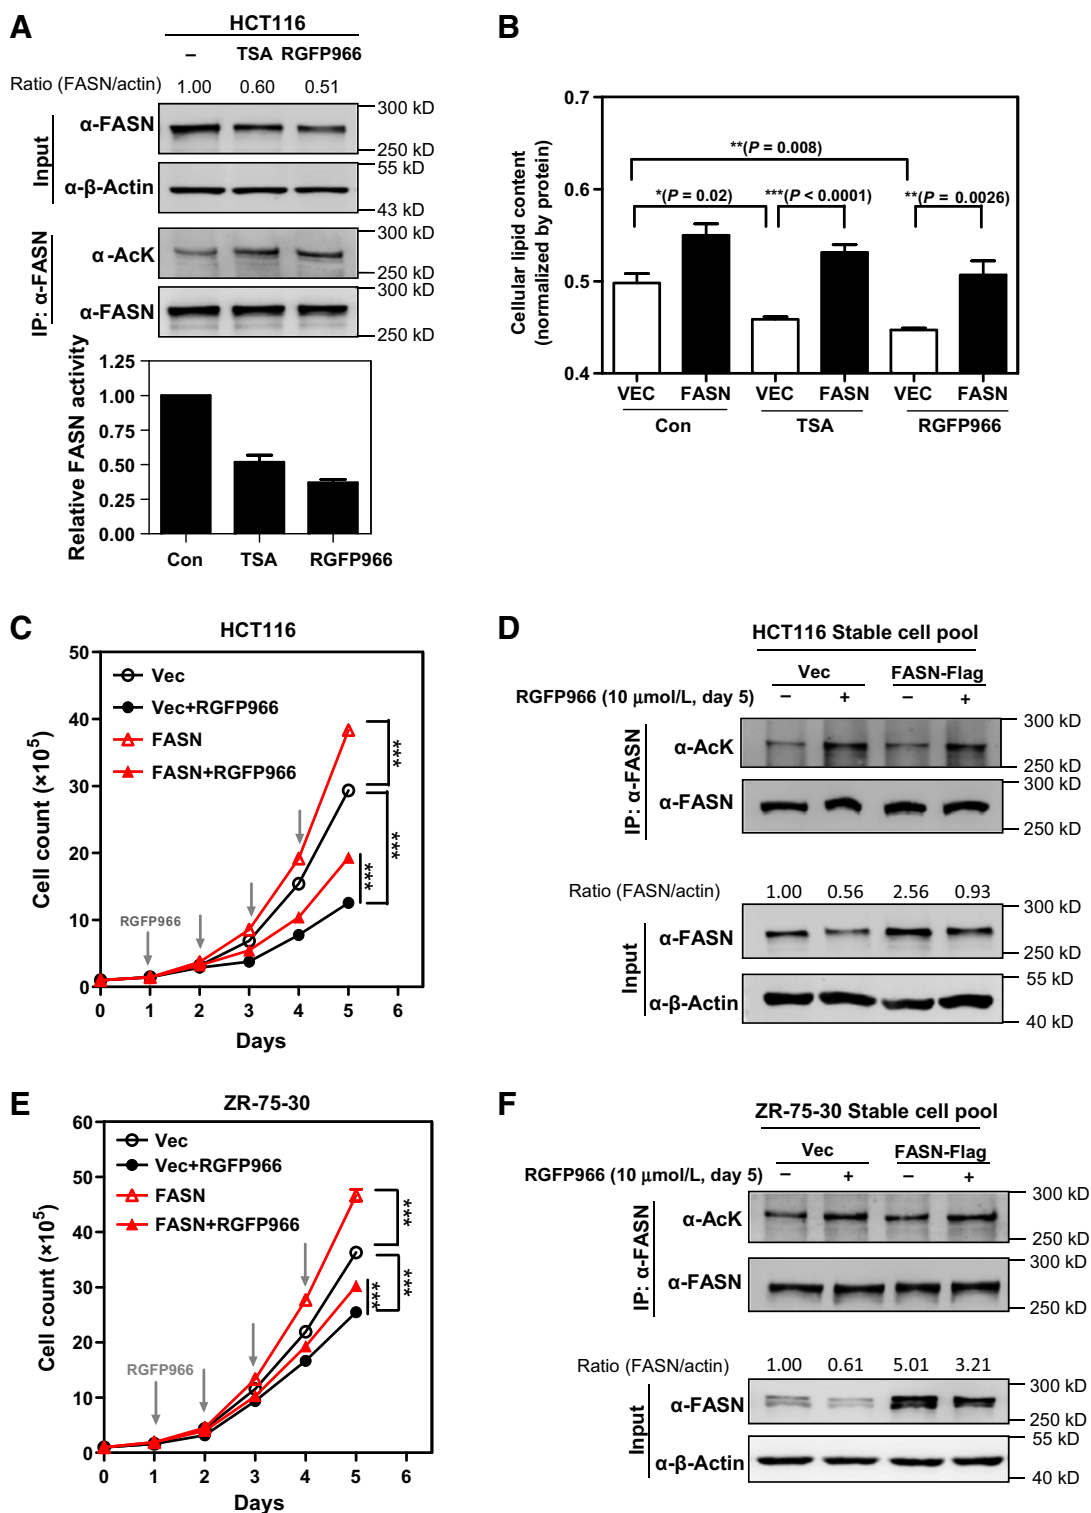 A
HCT116
– TSA RGFP966
Ratio (FASN/actin) 1.00 0.60 0.51
Input
α-FASN
300 kD
250 kD
α-β-Actin
55 kD
43 kD
IP: α-FASN
α-AcK
300 kD
250 kD
α-FASN
300 kD
250 kD
Relative FASN activity
1.25
1.00
0.75
0.50
0.25
0.00
Con TSA RGFP966
B
Cellular lipid content
(normalized by protein)
0.7
0.6
0.5
0.4
**(P = 0.008)
*(P = 0.02)
***(P < 0.0001)
**(P = 0.0026)
VEC FASN VEC FASN VEC FASN
Con TSA RGFP966
C
HCT116
Cell count (×10⁵)
50
40
30
20
10
0
Vec
Vec+RGFP966
FASN
FASN+RGFP966
RGFP966
***
***
***
0 1 2 3 4 5 6
Days
D
HCT116 Stable cell pool
Vec FASN-Flag
RGFP966 (10 μmol/L, day 5) – + – +
IP: α-FASN
α-AcK
300 kD
250 kD
α-FASN
300 kD
250 kD
Ratio (FASN/actin) 1.00 0.56 2.56 0.93
Input
α-FASN
300 kD
250 kD
α-β-Actin
55 kD
40 kD
E
ZR-75-30
Cell count (×10⁵)
60
50
40
30
20
10
0
Vec
Vec+RGFP966
FASN
FASN+RGFP966
RGFP966
***
***
***
0 1 2 3 4 5 6
Days
F
ZR-75-30 Stable cell pool
Vec FASN-Flag
RGFP966 (10 μmol/L, day 5) – + – +
IP: α-FASN
α-AcK
300 kD
250 kD
α-FASN
300 kD
250 kD
Ratio (FASN/actin) 1.00 0.61 5.01 3.21
Input
α-FASN
300 kD
250 kD
α-β-Actin
55 kD
40 kD